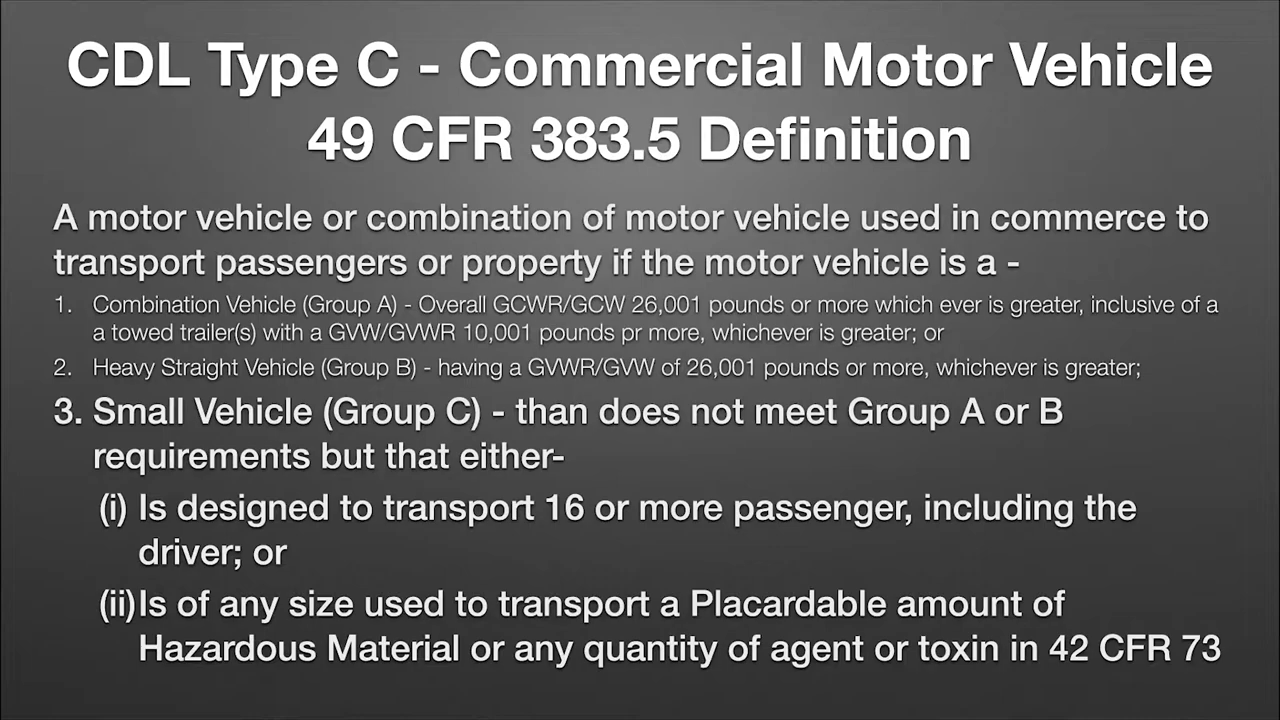 CDL Type C - Commercial Motor Vehicle
49 CFR 383.5 Definition
A motor vehicle or combination of motor vehicle used in commerce to
transport passengers or property if the motor vehicle is a -
1. Combination Vehicle (Group A) - Overall GCWR/GCW 26,001 pounds or more which ever is greater, inclusive of a
a towed trailer(s) with a GVW/GVWR 10,001 pounds pr more, whichever is greater; or
2. Heavy Straight Vehicle (Group B) - having a GVWR/GVW of 26,001 pounds or more, whichever is greater;
3. Small Vehicle (Group C) - than does not meet Group A or B
requirements but that either-
(i) Is designed to transport 16 or more passenger, including the
driver; or
(ii)Is of any size used to transport a Placardable amount of
Hazardous Material or any quantity of agent or toxin in 42 CFR 73